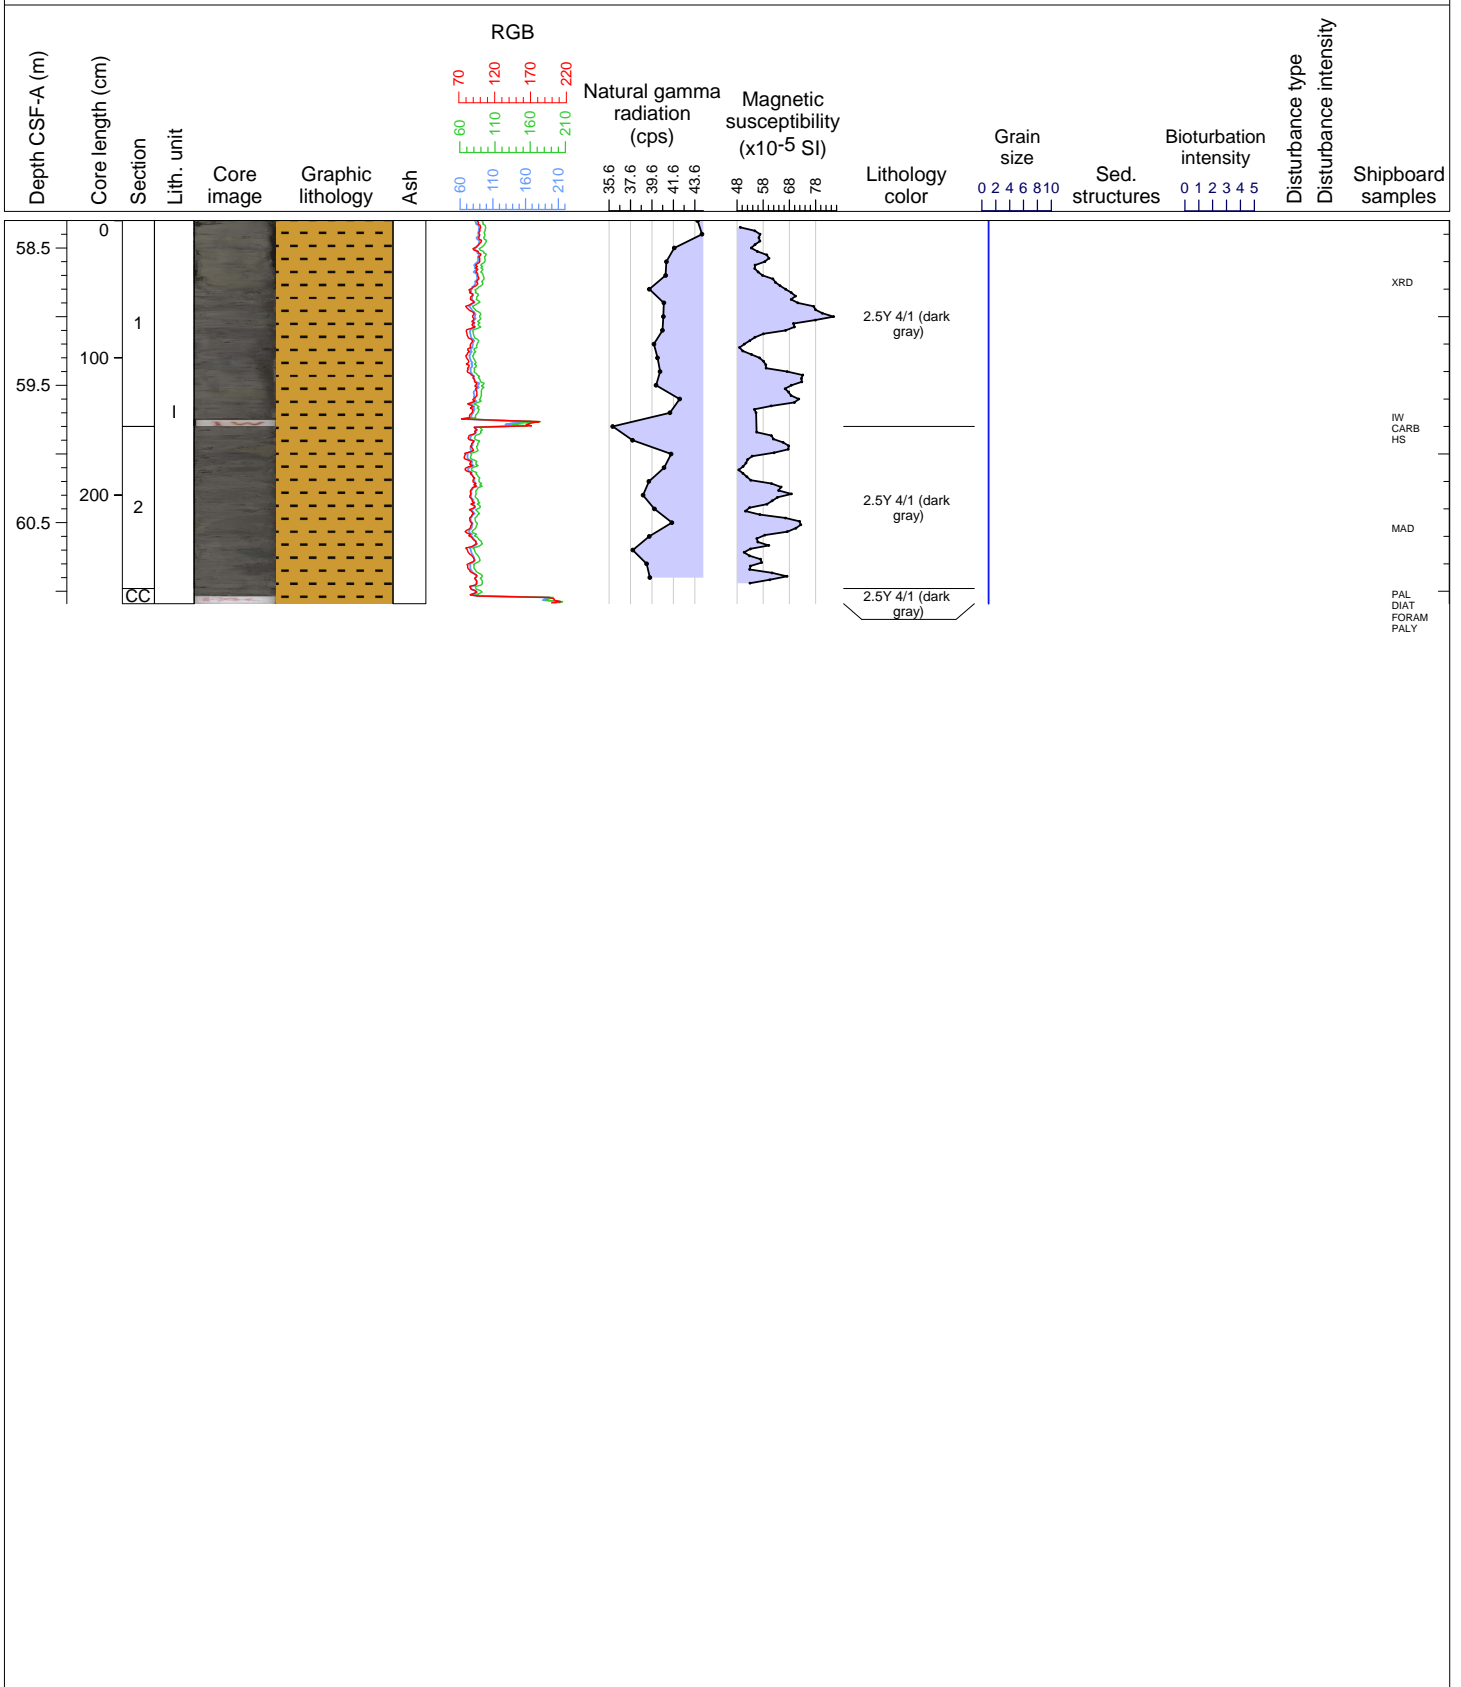 Depth CSF-A (m)
Core length (cm)
Section
Lith. unit
Core
image
Graphic
lithology
Ash
RGB
70 120 170 220
60 110 160 210
60 110 160 210
Natural gamma
radiation
(cps)
35.6 37.6 39.6 41.6 43.6
Magnetic
susceptibility
(x10-5 SI)
48 58 68 78
Lithology
color
Grain
size
0 2 4 6 8 10
Sed.
structures
Bioturbation
intensity
0 1 2 3 4 5
Disturbance type
Disturbance intensity
Shipboard
samples
0
58.5
XRD
1
2.5Y 4/1 (dark
gray)
100
59.5
I
IW
IW
CARB
HS
200
2.5Y 4/1 (dark
gray)
2
60.5
MAD
CC
2.5Y 4/1 (dark
gray)
PAL
PAL
DIAT
FORAM
PALY